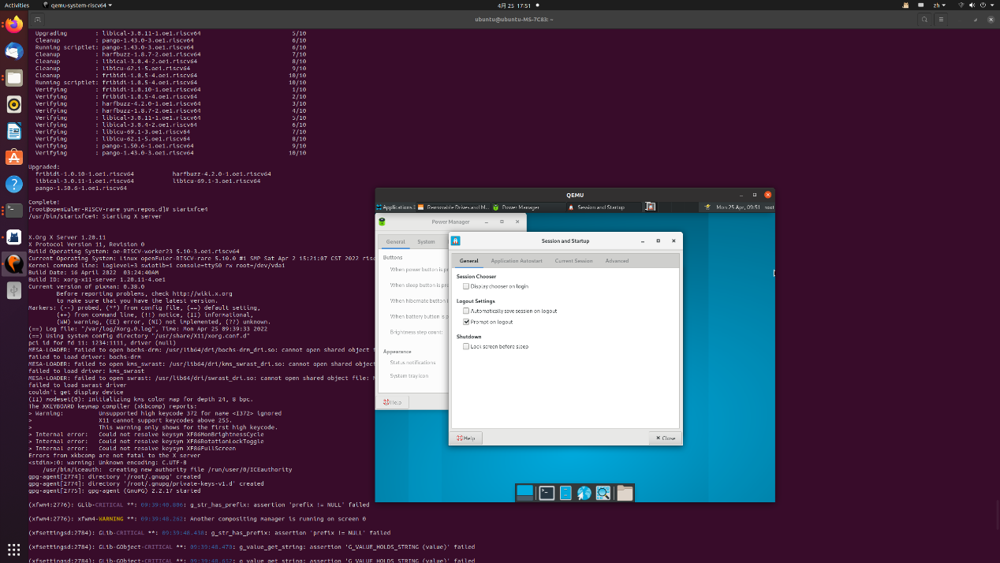 Activities
qemu-system-riscv64
4月 25 17:51
zh
ubuntu@ubuntu-MS-7C83: ~
Upgrading : libical-3.0.11-1.oe1.riscv64 5/10
Cleanup : pango-1.43.0-3.oe1.riscv64 6/10
Running scriptlet: pango-1.43.0-3.oe1.riscv64 6/10
Cleanup : harfbuzz-1.8.7-2.oe1.riscv64 7/10
Cleanup : libical-3.0.4-2.oe1.riscv64 8/10
Cleanup : libicu-62.1-5.oe1.riscv64 9/10
Cleanup : fribidi-1.0.5-4.oe1.riscv64 10/10
Running scriptlet: fribidi-1.0.5-4.oe1.riscv64 10/10
Verifying : fribidi-1.0.10-1.oe1.riscv64 1/10
Verifying : fribidi-1.0.5-4.oe1.riscv64 2/10
Verifying : harfbuzz-4.2.0-1.oe1.riscv64 3/10
Verifying : harfbuzz-1.8.7-2.oe1.riscv64 4/10
Verifying : libical-3.0.11-1.oe1.riscv64 5/10
Verifying : libical-3.0.4-2.oe1.riscv64 6/10
Verifying : libicu-69.1-3.oe1.riscv64 7/10
Verifying : libicu-62.1-5.oe1.riscv64 8/10
Verifying : pango-1.50.6-1.oe1.riscv64 9/10
Verifying : pango-1.43.0-3.oe1.riscv64 10/10
Upgraded:
fribidi-1.0.10-1.oe1.riscv64 harfbuzz-4.2.0-1.oe1.riscv64
libical-3.0.11-1.oe1.riscv64 libicu-69.1-3.oe1.riscv64
pango-1.50.6-1.oe1.riscv64
Complete!
[root@openEuler-RISCV-rare yum.repos.d]# startxfce4
/usr/bin/startxfce4: Starting X server
X.Org X Server 1.20.11
X Protocol Version 11, Revision 0
Build Operating System: oe-RISCV-worker23 5.10-3.oe1.riscv64
Current Operating System: Linux openEuler-RISCV-rare 5.10.0 #1 SMP Sat Apr 2 15:21:07 CST 2022 risc
Kernel command line: loglevel=3 swiotlb=1 console=tty50 rw root=/dev/vda1
Build Date: 16 April 2022 03:24:40AM
Build ID: xorg-x11-server 1.20.11-4.oe1
Current version of pixman: 0.38.0
Before reporting problems, check http://wiki.x.org
to make sure that you have the latest version.
Markers: (--) probed, (**) from config file, (==) default setting,
(++) from command line, (!!) notice, (II) informational,
(WW) warning, (EE) error, (NI) not implemented, (??) unknown.
(==) Log file: "/var/log/Xorg.0.log", Time: Mon Apr 25 09:39:33 2022
(==) Using system config directory "/usr/share/X11/xorg.conf.d"
pci id for fd 11: 1234:1111, driver (null)
MESA-LOADER: failed to open bochs-drm: /usr/lib64/dri/bochs-drm_dri.so: cannot open shared object f
failed to load driver: bochs-drm
MESA-LOADER: failed to open kms_swrast: /usr/lib64/dri/kms_swrast_dri.so: cannot open shared object
failed to load driver: kms_swrast
MESA-LOADER: failed to open swrast: /usr/lib64/dri/swrast_dri.so: cannot open shared object file: N
failed to load swrast driver
couldn't get display device
(II) modeset(0): Initializing kms color map for depth 24, 8 bpc.
The XKEYBOARD keymap compiler (xkbcomp) reports:
> Warning: Unsupported high keycode 372 for name <I372> ignored
> X11 cannot support keycodes above 255.
> This warning only shows for the first high keycode.
> Internal error: Could not resolve keysym XF86MonBrightnessCycle
> Internal error: Could not resolve keysym XF86RotationLockToggle
> Internal error: Could not resolve keysym XF86FullScreen
Errors from xkbcomp are not fatal to the X server
<stdin>:0: warning: Unknown encoding: C.UTF-8
/usr/bin/iceauth: creating new authority file /run/user/0/ICEauthority
gpg-agent[2774]: directory '/root/.gnupg' created
gpg-agent[2774]: directory '/root/.gnupg/private-keys-v1.d' created
gpg-agent[2775]: gpg-agent (GnuPG) 2.2.17 started
(xfwm4:2776): GLib-CRITICAL **: 09:39:40.806: g_str_has_prefix: assertion 'prefix != NULL' failed
(xfwm4:2776): xfwm4-WARNING **: 09:39:48.262: Another compositing manager is running on screen 0
(xfsettingsd:2784): GLib-CRITICAL **: 09:39:48.430: g_str_has_prefix: assertion 'prefix != NULL' failed
(xfsettingsd:2784): GLib-GObject-CRITICAL **: 09:39:48.470: g_value_get_string: assertion 'G_VALUE_HOLDS_STRING (value)' failed
(xfsettingsd:2784): GLib-GObject-CRITICAL **: 09:39:48.652: g_value_get_string: assertion 'G_VALUE_HOLDS_STRING (value)' failed
QEMU
Applications
Removable Drives and M...
Power Manager
Session and Startup
Mon 25 Apr, 09:51
root
Power Manager
General
System
Buttons
When power button is pr
When sleep button is pre
When hibernate button i
When battery button is p
Brightness step count:
Appearance
Status notifications
System tray icon
Help
Session and Startup
General
Application Autostart
Current Session
Advanced
Session Chooser
Display chooser on login
Logout Settings
Automatically save session on logout
Prompt on logout
Shutdown
Lock screen before sleep
Help
Close